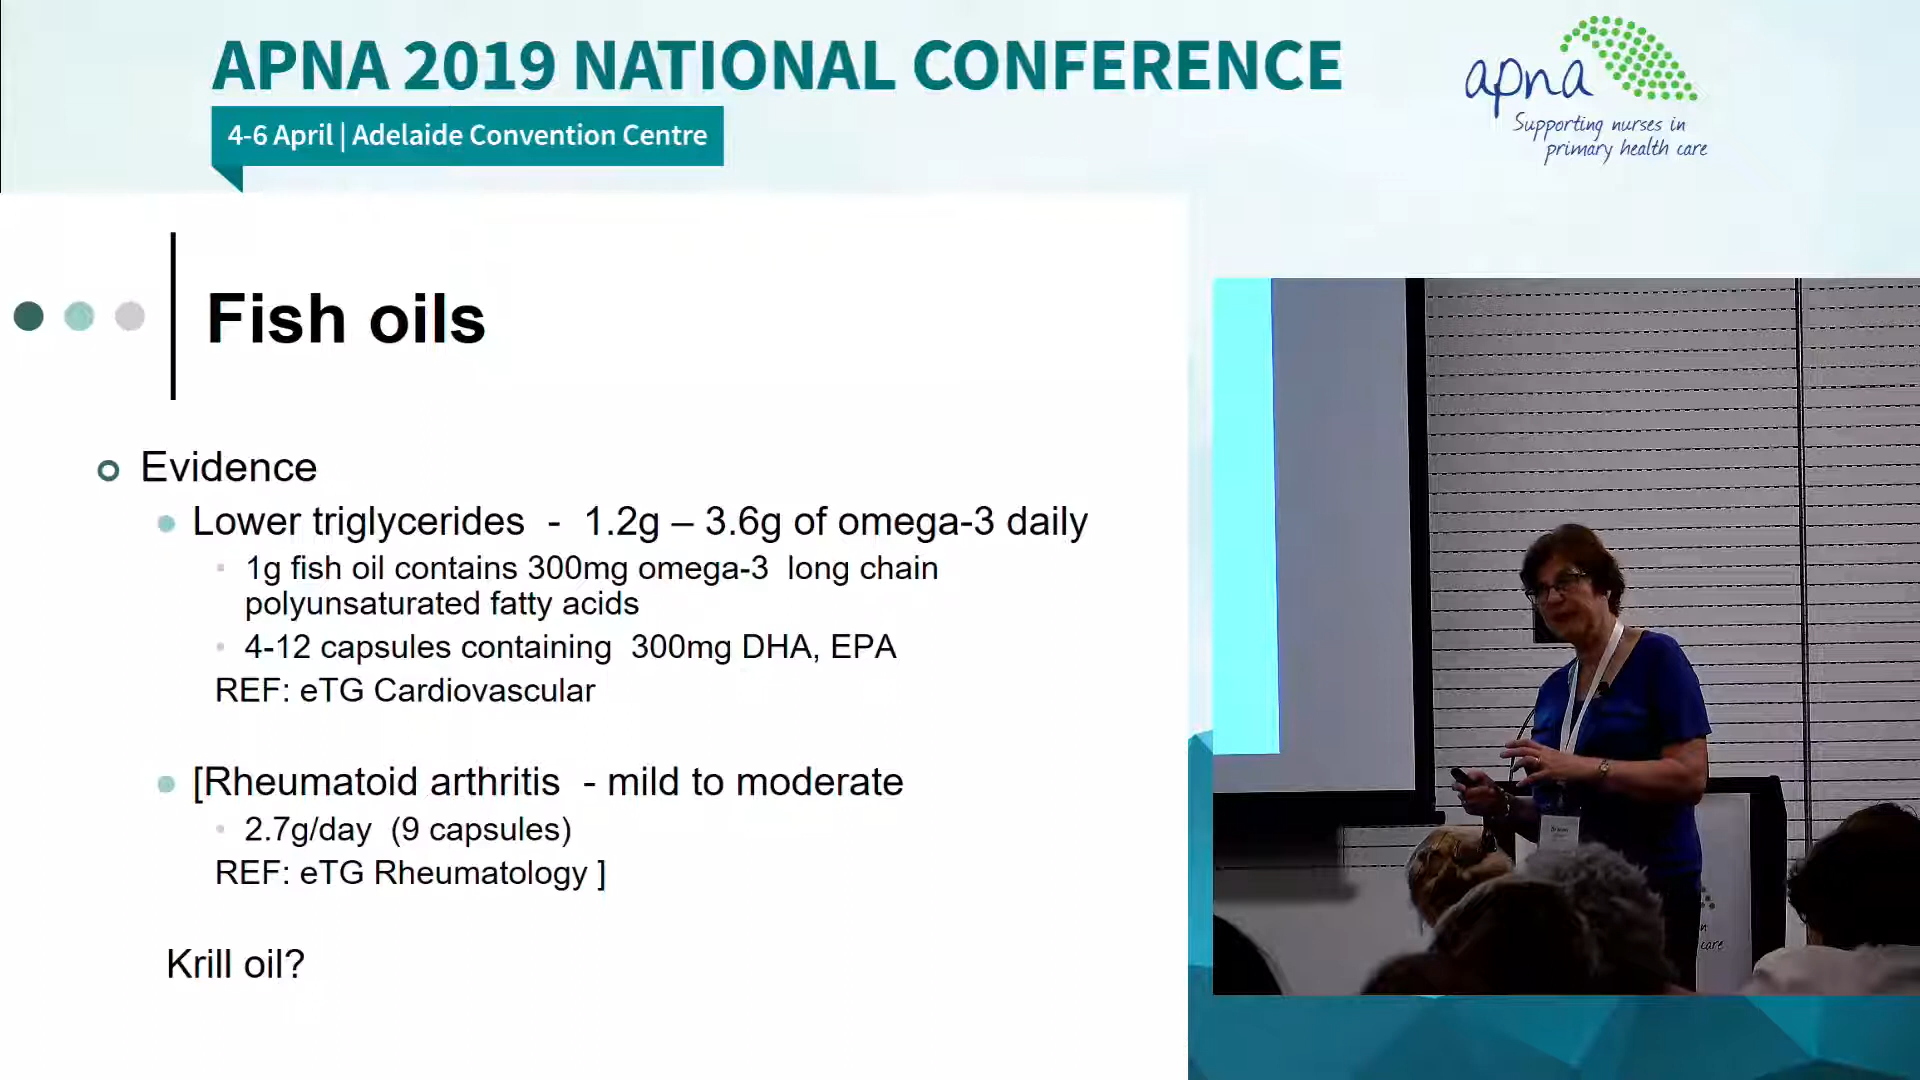 APNA 2019 NATIONAL CONFERENCE
4-6 April | Adelaide Convention Centre
apna
Supporting nurses in
primary health care
Fish oils
Evidence
Lower triglycerides - 1.2g – 3.6g of omega-3 daily
1g fish oil contains 300mg omega-3 long chain
polyunsaturated fatty acids
4-12 capsules containing 300mg DHA, EPA
REF: eTG Cardiovascular
[Rheumatoid arthritis - mild to moderate
2.7g/day (9 capsules)
REF: eTG Rheumatology ]
Krill oil?
care